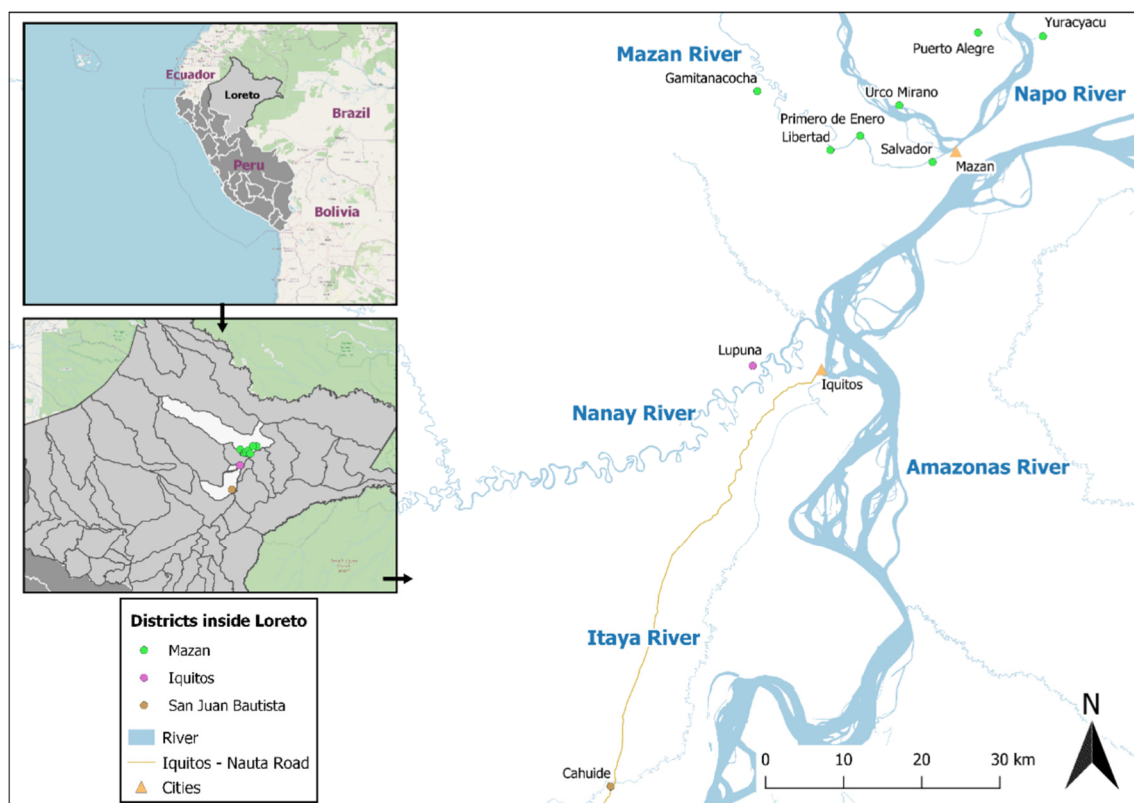 Ecuador
Loreto
Brazil
Peru
Bolivia
Districts inside Loreto
Mazan
Iquitos
San Juan Bautista
River
Iquitos - Nauta Road
Cities
Yuracyacu
Puerto Alegre
Mazan River
Gamitanacocha
Urco Mirano
Napo River
Primero de Enero
Libertad
Salvador
Mazan
Lupuna
Iquitos
Nanay River
Amazonas River
Itaya River
Cahuide
N
0 10 20 30 km